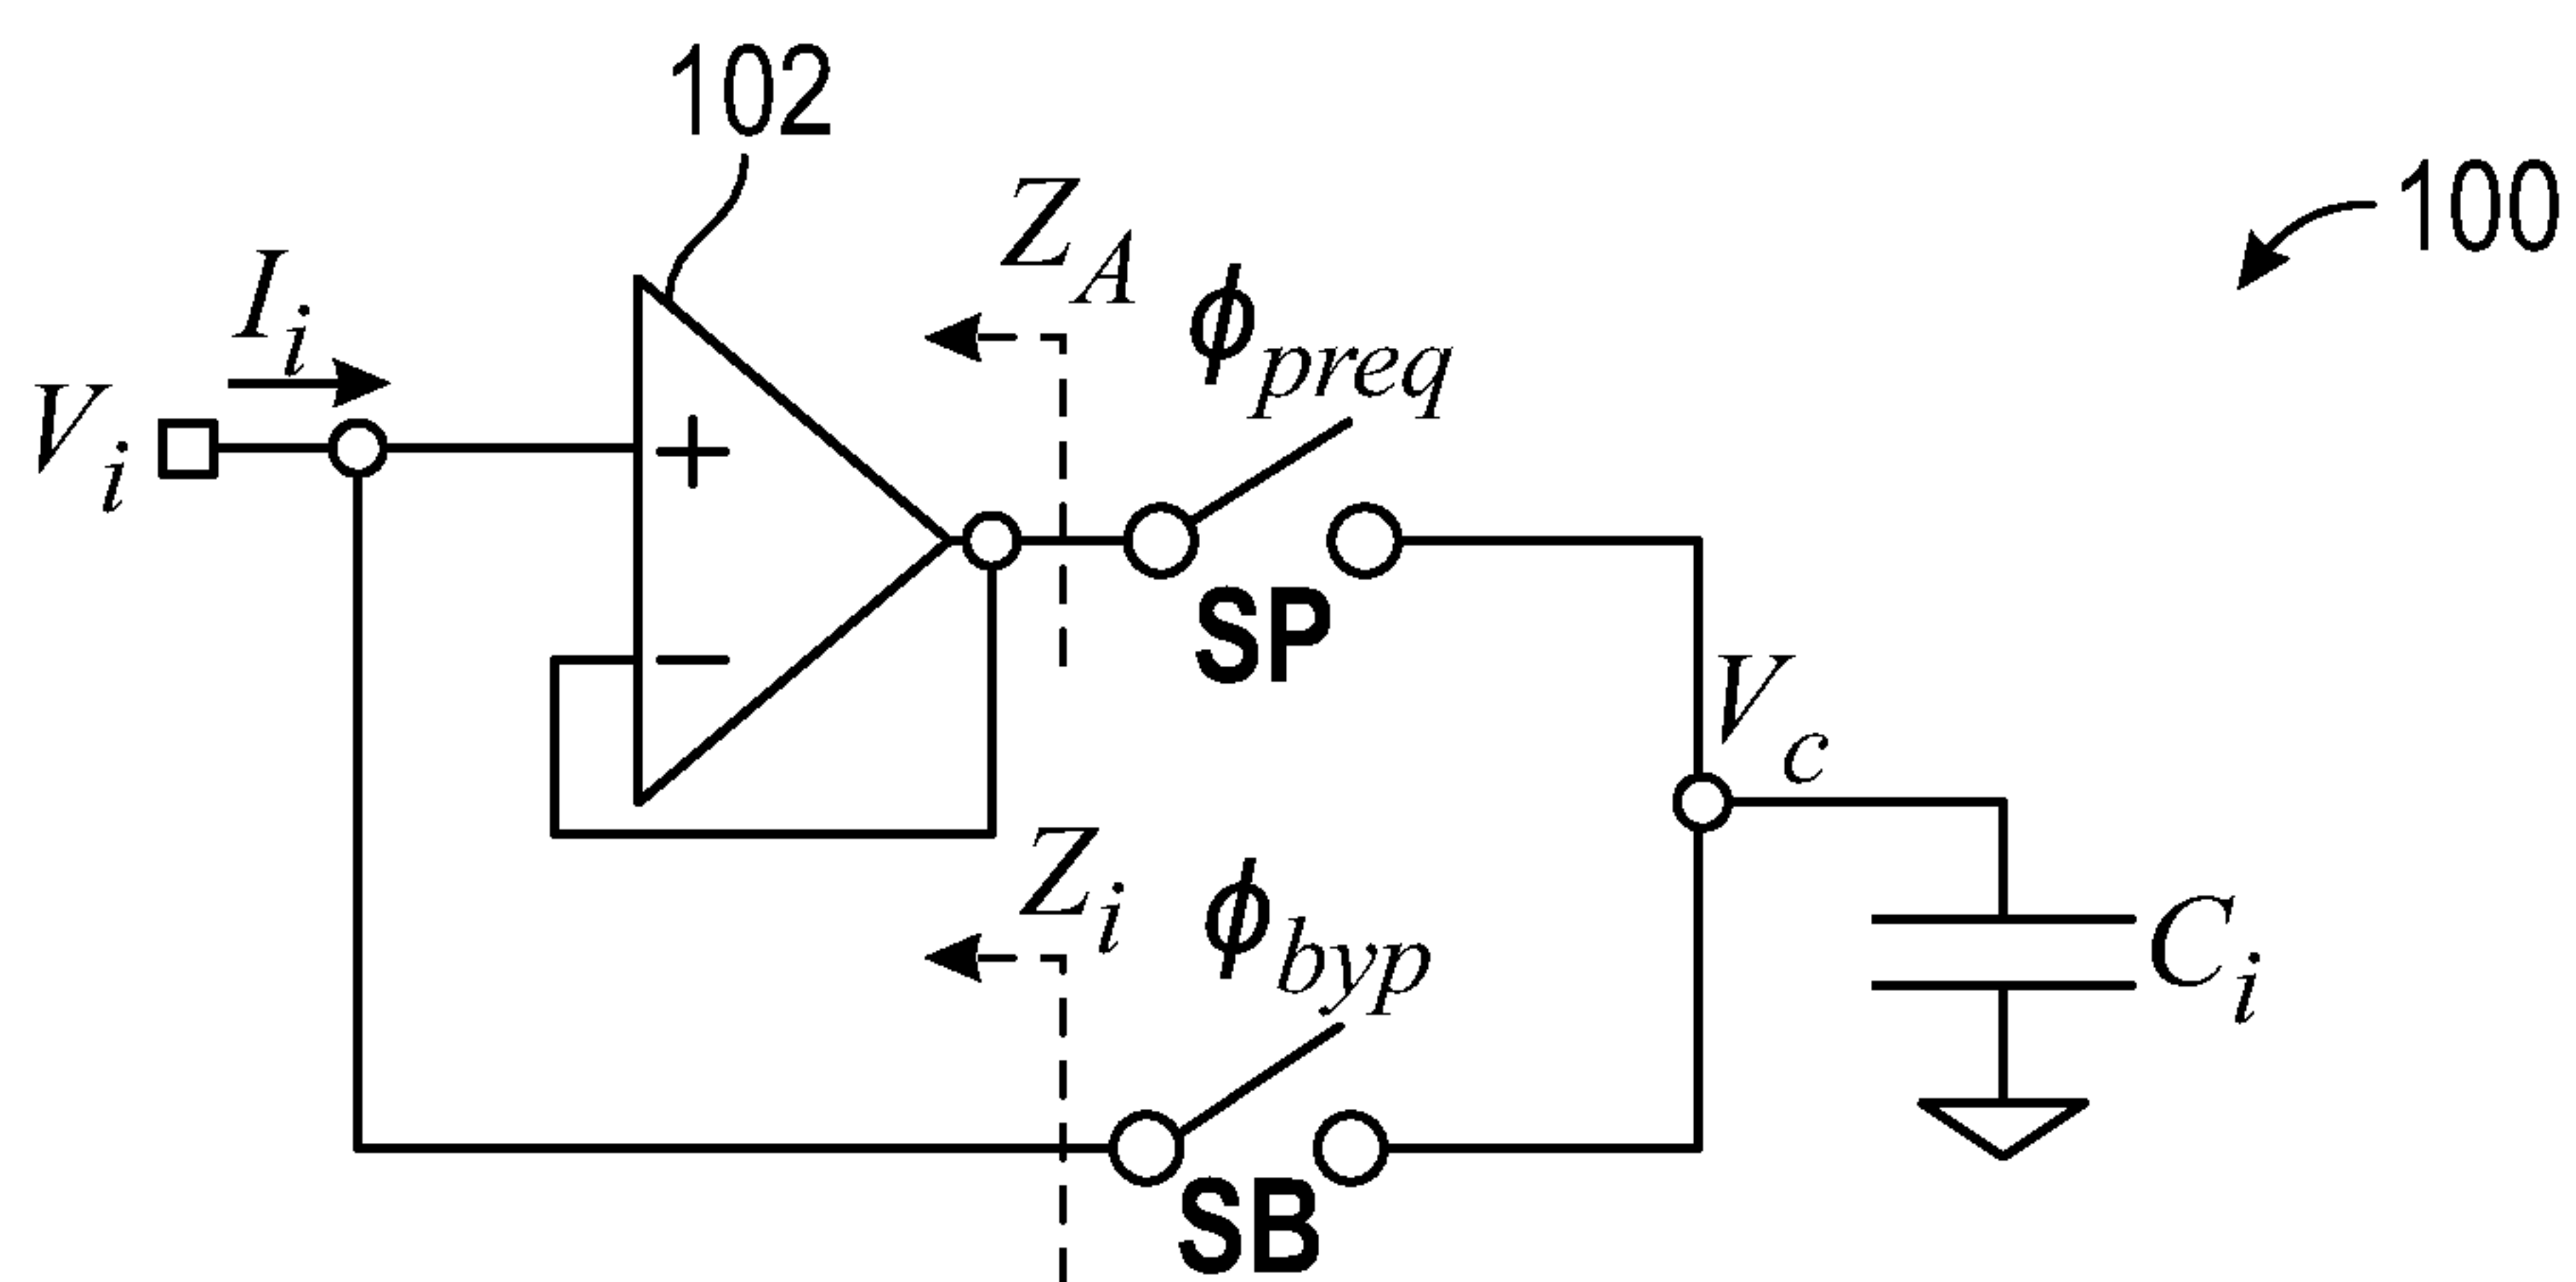 102
100
Z_A
ϕ_preq
I_i
V_i
+
−
SP
V_c
Z_i
ϕ_byp
C_i
SB